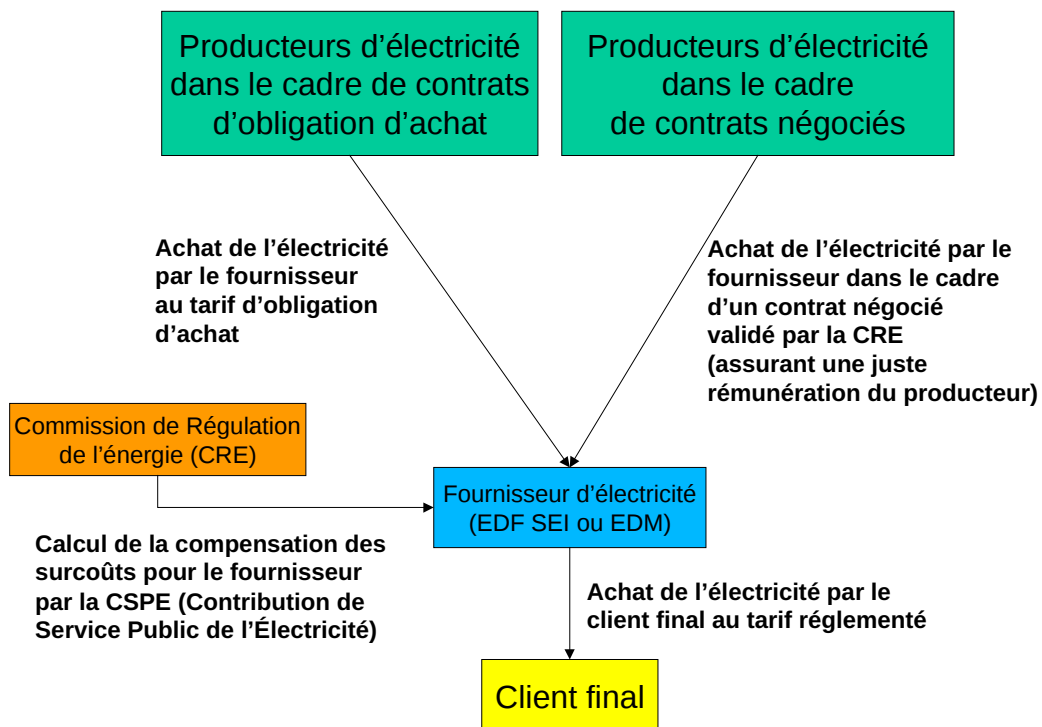 Producteurs d’électricité
dans le cadre de contrats
d’obligation d’achat
Producteurs d’électricité
dans le cadre
de contrats négociés
Achat de l’électricité
par le fournisseur
au tarif d’obligation
d’achat
Achat de l’électricité par le
fournisseur dans le cadre
d’un contrat négocié
validé par la CRE
(assurant une juste
rémunération du producteur)
Commission de Régulation
de l’énergie (CRE)
Fournisseur d’électricité
(EDF SEI ou EDM)
Calcul de la compensation des
surcoûts pour le fournisseur
par la CSPE (Contribution de
Service Public de l’Électricité)
Achat de l’électricité par le
client final au tarif réglementé
Client final